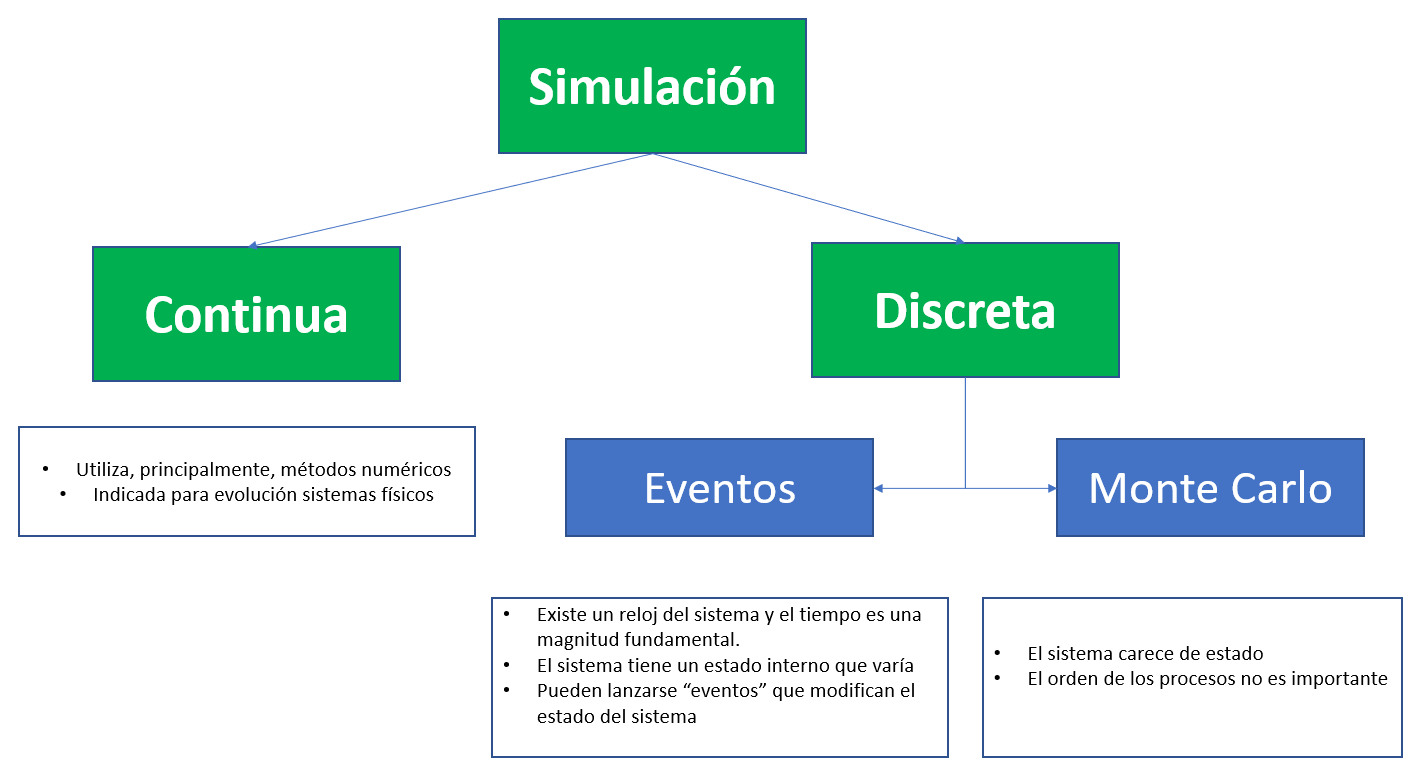 Simulación
Continua
Discreta
• Utiliza, principalmente, métodos numéricos
• Indicada para evolución sistemas físicos
Eventos
Monte Carlo
• Existe un reloj del sistema y el tiempo es una
magnitud fundamental.
• El sistema tiene un estado interno que varía
• Pueden lanzarse “eventos” que modifican el
estado del sistema
• El sistema carece de estado
• El orden de los procesos no es importante